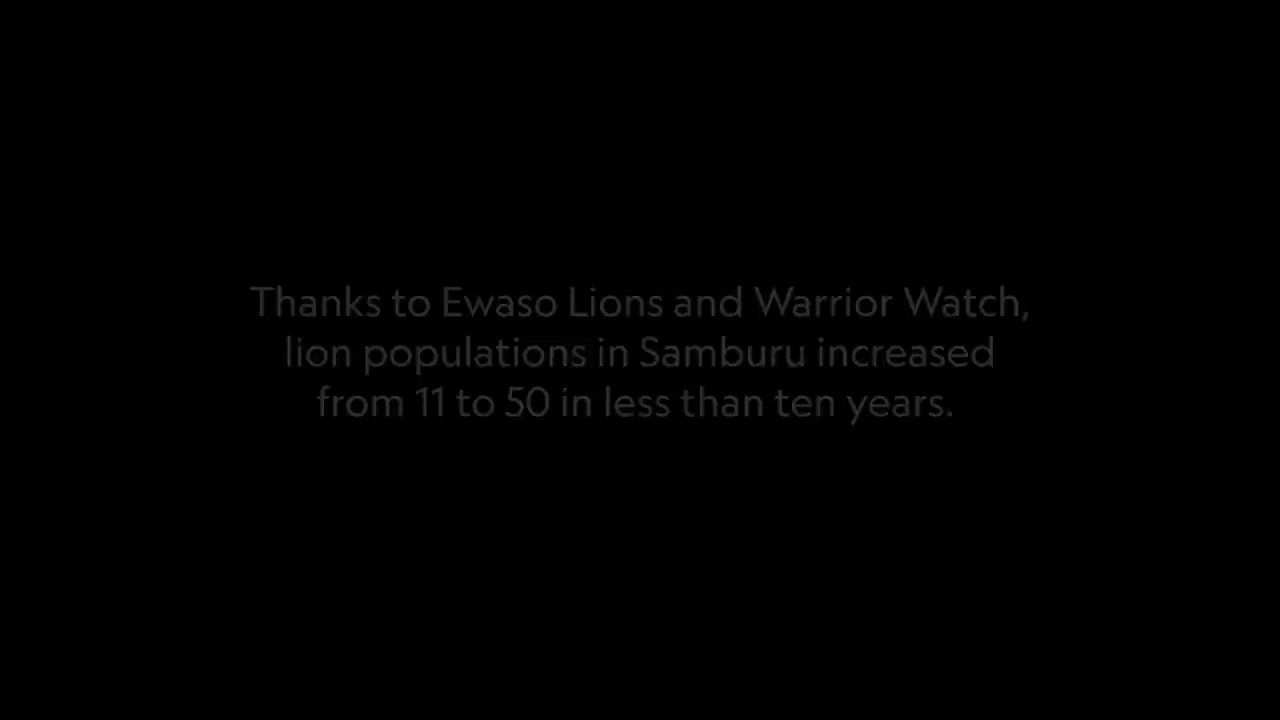 Thanks to Ewaso Lions and Warrior Watch,
lion populations in Samburu increased
from 11 to 50 in less than ten years.